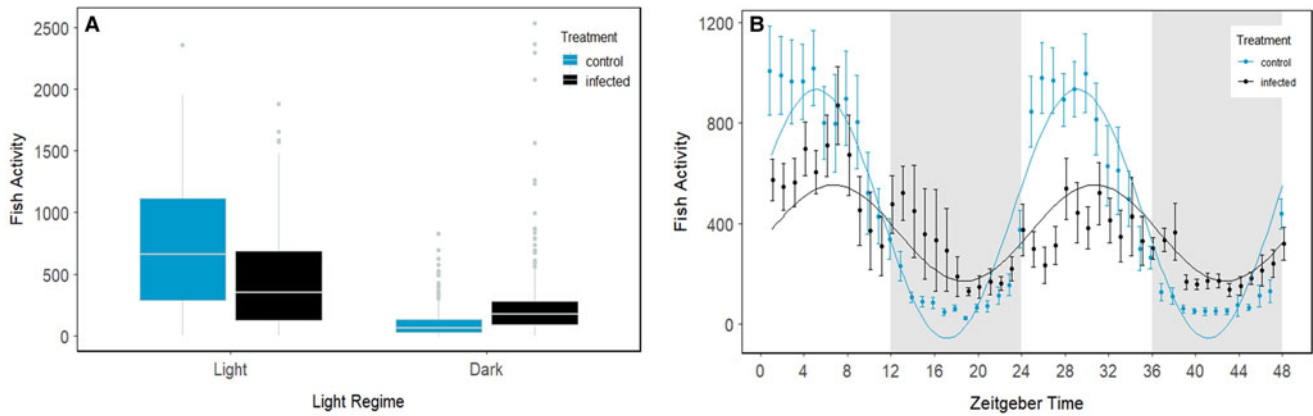 A
2500
2000
1500
1000
500
0
Fish Activity
Treatment
control
infected
Light
Dark
Light Regime
B
1200
800
400
0
Fish Activity
Treatment
control
infected
0 4 8 12 16 20 24 28 32 36 40 44 48
Zeitgeber Time